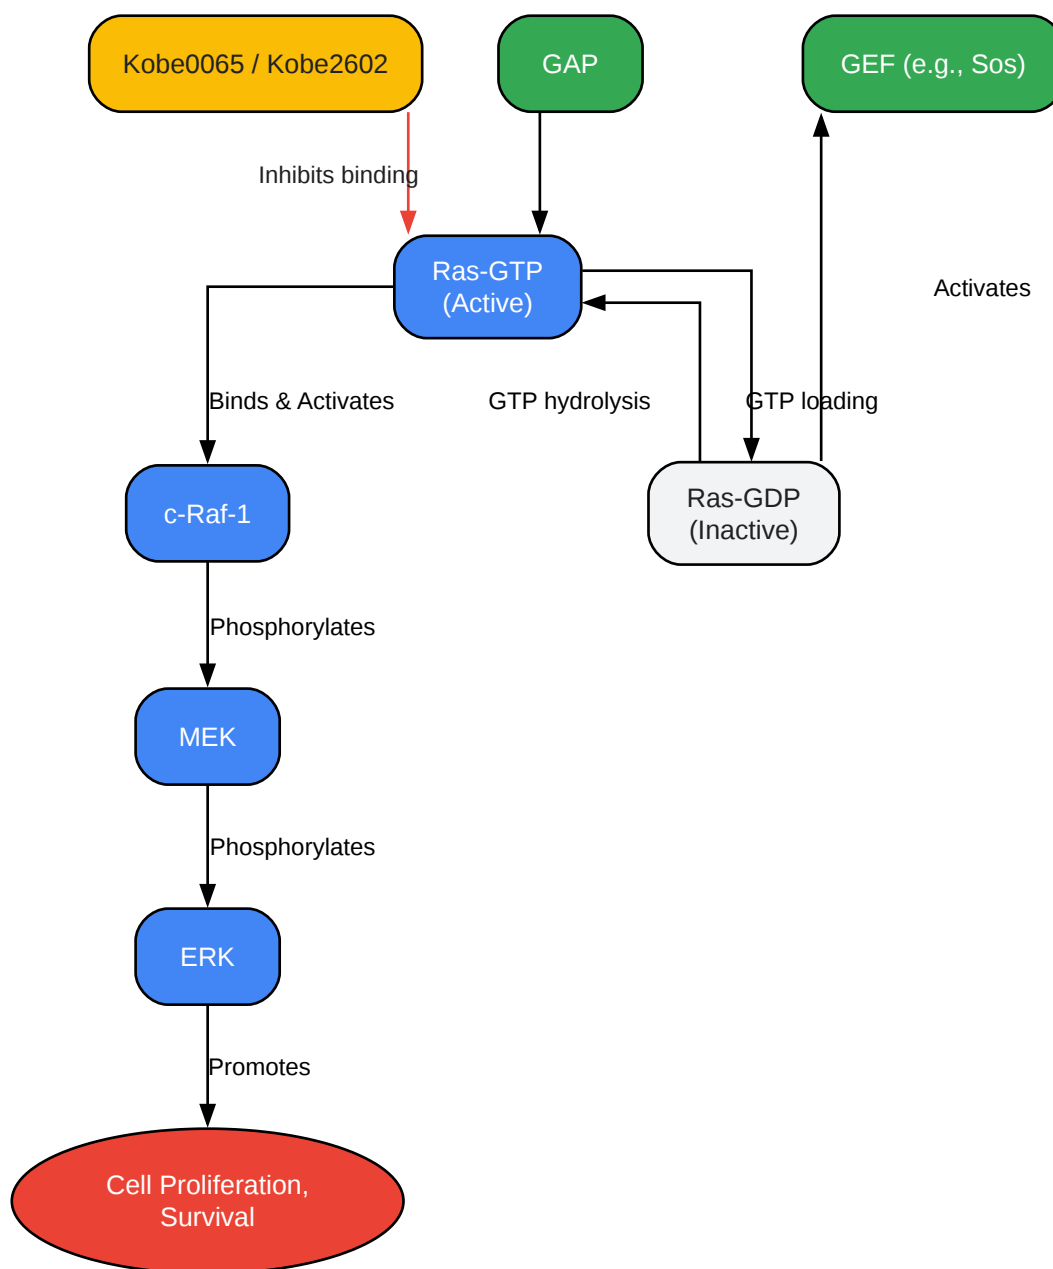 Kobe0065 / Kobe2602
GAP
GEF (e.g., Sos)
Inhibits binding
Ras-GTP
(Active)
Activates
Binds & Activates
GTP hydrolysis
GTP loading
c-Raf-1
Ras-GDP
(Inactive)
Phosphorylates
MEK
Phosphorylates
ERK
Promotes
Cell Proliferation,
Survival